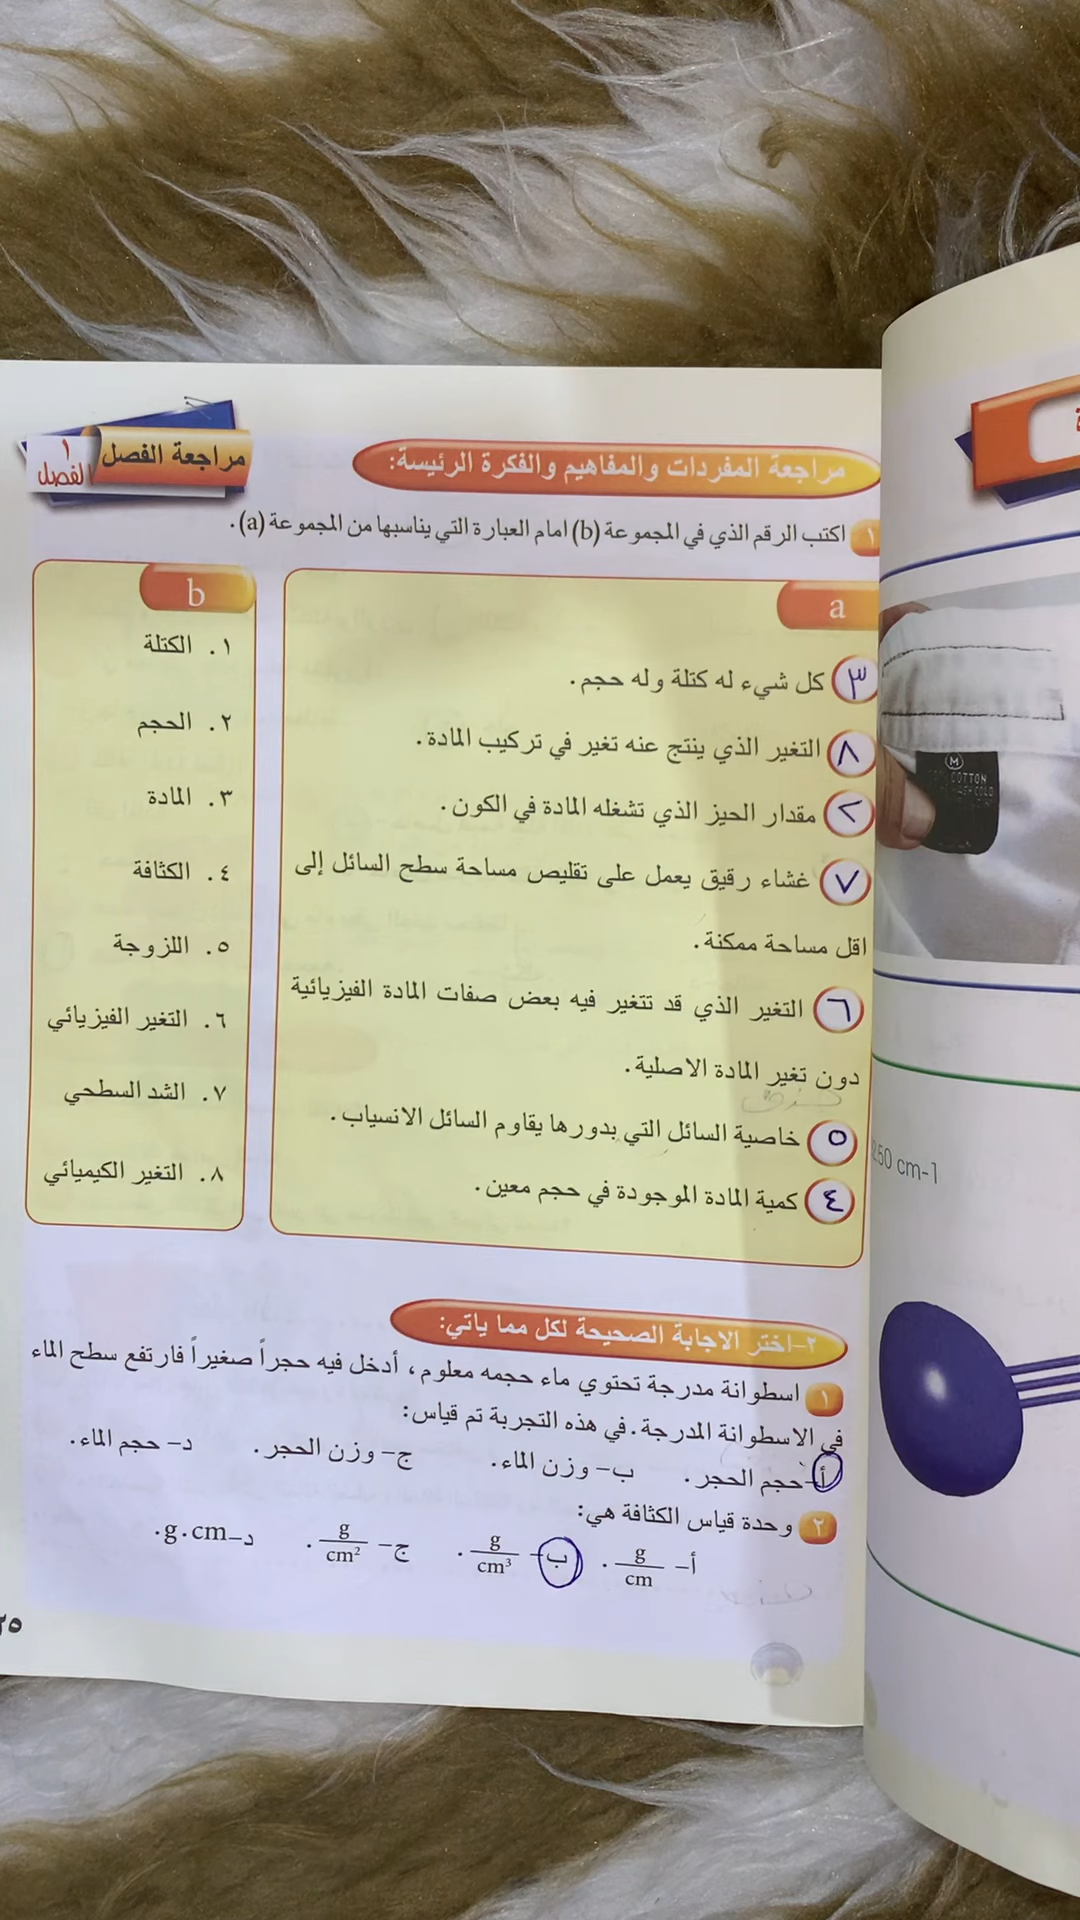 مراجعة الفصل
الفصل ١
مراجعة المفردات والمفاهيم والفكرة الرئيسة:
١ اكتب الرقم الذي في المجموعة (b) امام العبارة التي يناسبها من المجموعة (a).
a
٣ كل شيء له كتلة وله حجم.
٨ التغير الذي ينتج عنه تغير في تركيب المادة.
٢ مقدار الحيز الذي تشغله المادة في الكون.
٧ غشاء رقيق يعمل على تقليص مساحة سطح السائل إلى
اقل مساحة ممكنة.
٦ التغير الذي قد تتغير فيه بعض صفات المادة الفيزيائية
دون تغير المادة الاصلية.
٥ خاصية السائل التي بدورها يقاوم السائل الانسياب.
٤ كمية المادة الموجودة في حجم معين.
b
١. الكتلة
٢. الحجم
٣. المادة
٤. الكثافة
٥. اللزوجة
٦. التغير الفيزيائي
٧. الشد السطحي
٨. التغير الكيميائي
٢-اختر الاجابة الصحيحة لكل مما ياتي:
١ اسطوانة مدرجة تحتوي ماء حجمه معلوم، أدخل فيه حجراً صغيراً فارتفع سطح الماء
في الاسطوانة المدرجة. في هذه التجربة تم قياس:
أ- حجم الحجر. ب- وزن الماء. ج- وزن الحجر. د- حجم الماء.
٢ وحدة قياس الكثافة هي:
أ- g/cm. ب- g/cm³. ج- g/cm². د- g.cm.
٢٥
M
COTTON
250 cm-1